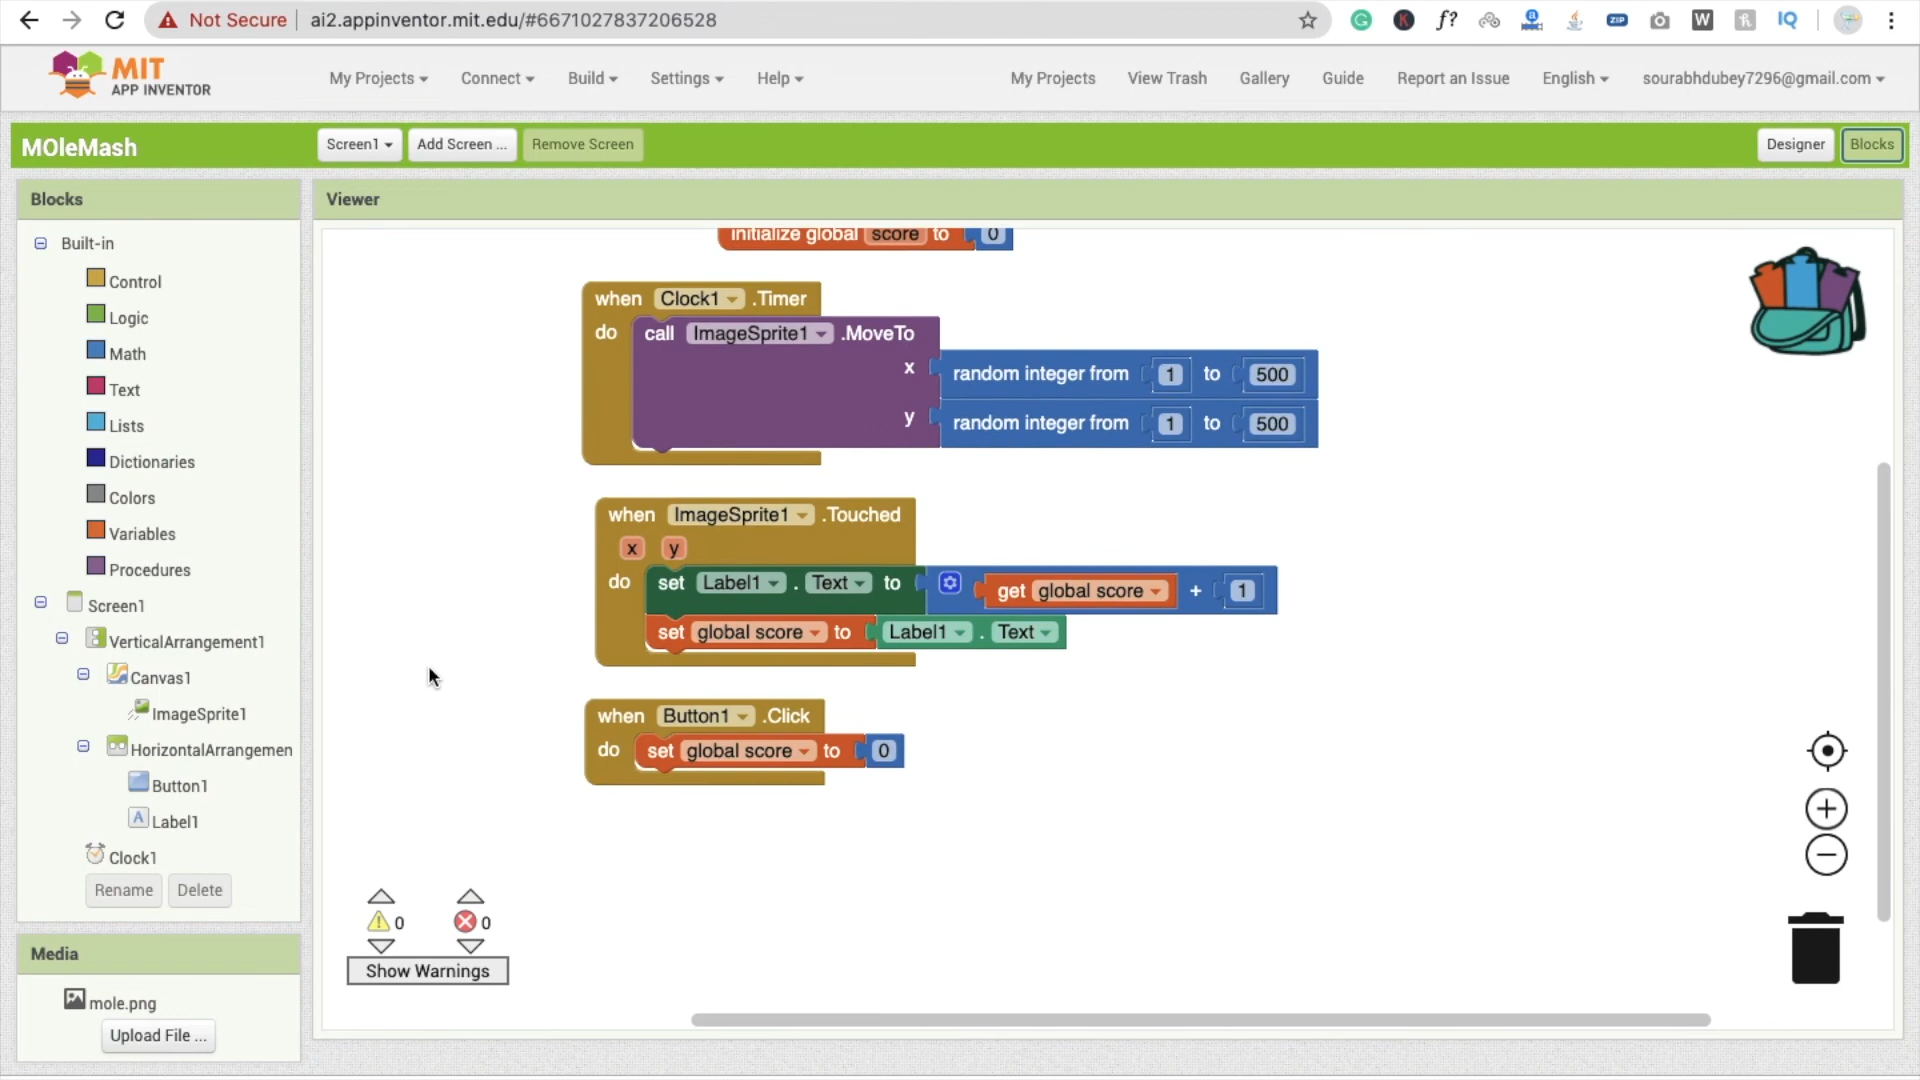 Not Secure ai2.appinventor.mit.edu/#6671027837206528
K f? ZIP W IQ
MIT
APP INVENTOR
My Projects Connect Build Settings Help My Projects View Trash Gallery Guide Report an Issue English sourabhdubey7296@gmail.com
MOleMash Screen1 Add Screen ... Remove Screen Designer Blocks
Blocks
Viewer
Built-in
Control
Logic
Math
Text
Lists
Dictionaries
Colors
Variables
Procedures
Screen1
VerticalArrangement1
Canvas1
ImageSprite1
HorizontalArrangemen
Button1
A Label1
Clock1
Rename Delete
Media
mole.png
Upload File ...
initialize global score to 0
when Clock1 .Timer
do call ImageSprite1 .MoveTo
x random integer from 1 to 500
y random integer from 1 to 500
when ImageSprite1 .Touched
x y
do set Label1 . Text to get global score + 1
set global score to Label1 . Text
when Button1 .Click
do set global score to 0
0 0
Show Warnings